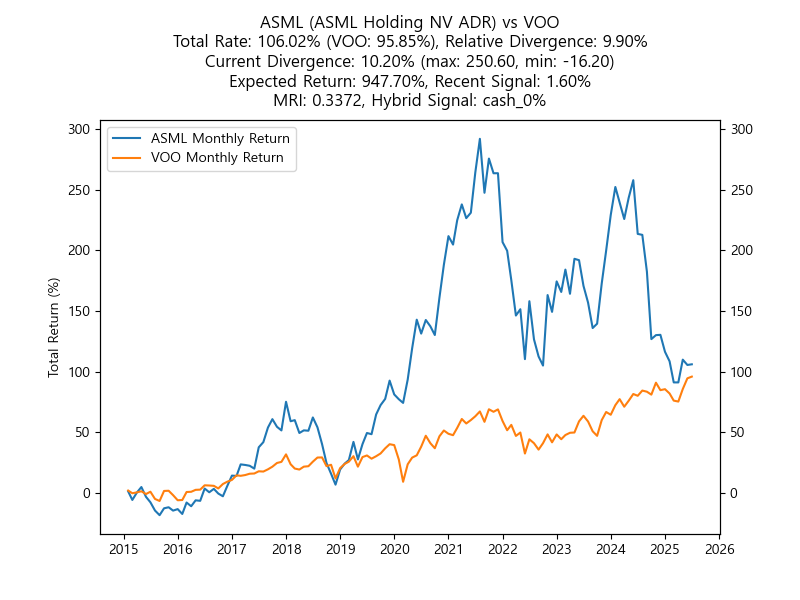 ASML (ASML Holding NV ADR) vs VOO
Total Rate: 106.02% (VOO: 95.85%), Relative Divergence: 9.90%
Current Divergence: 10.20% (max: 250.60, min: -16.20)
Expected Return: 947.70%, Recent Signal: 1.60%
MRI: 0.3372, Hybrid Signal: cash_0%
ASML Monthly Return
VOO Monthly Return
Total Return (%)
300
250
200
150
100
50
0
300
250
200
150
100
50
0
2015 2016 2017 2018 2019 2020 2021 2022 2023 2024 2025 2026